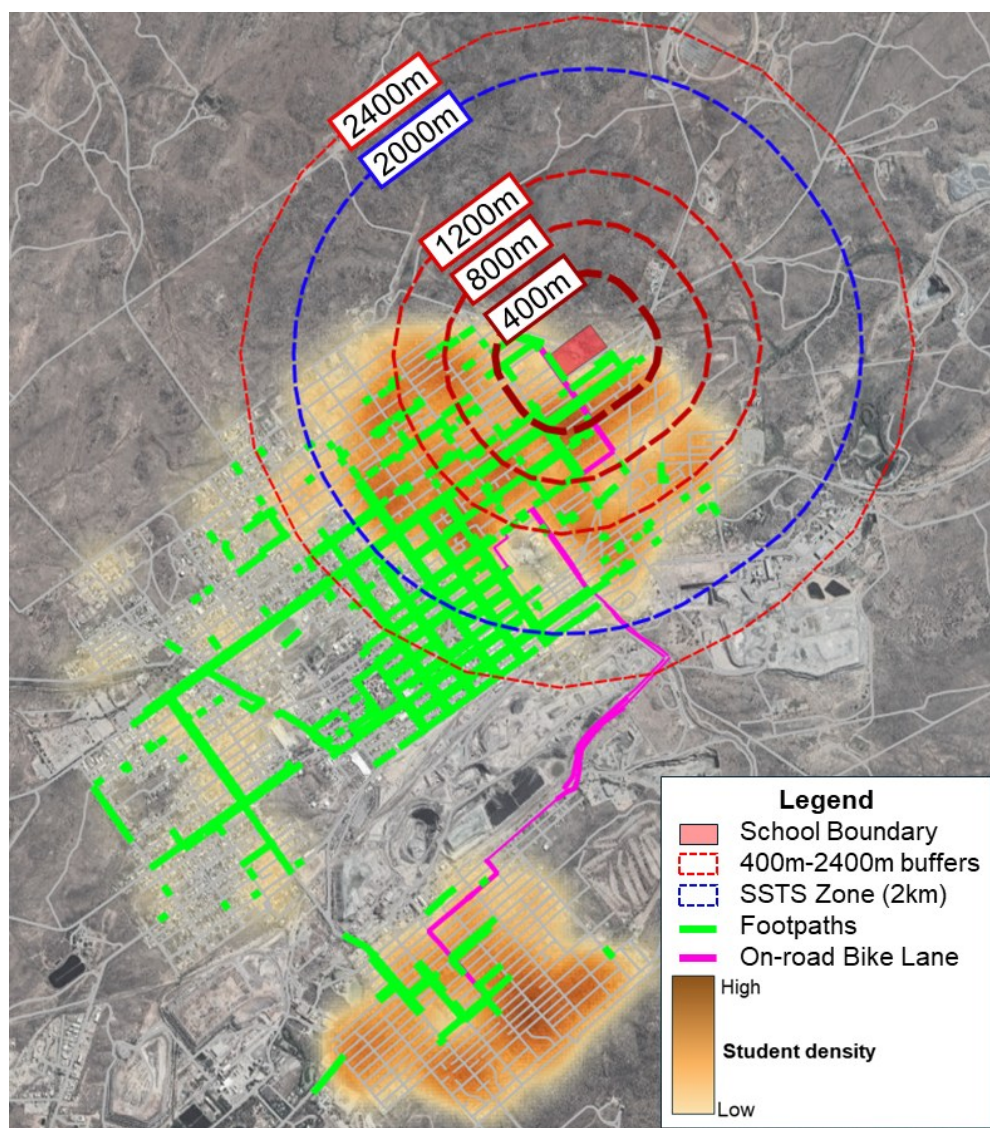 2400m
2000m
1200m
800m
400m
Legend
School Boundary
400m-2400m buffers
SSTS Zone (2km)
Footpaths
On-road Bike Lane
High
Student density
Low